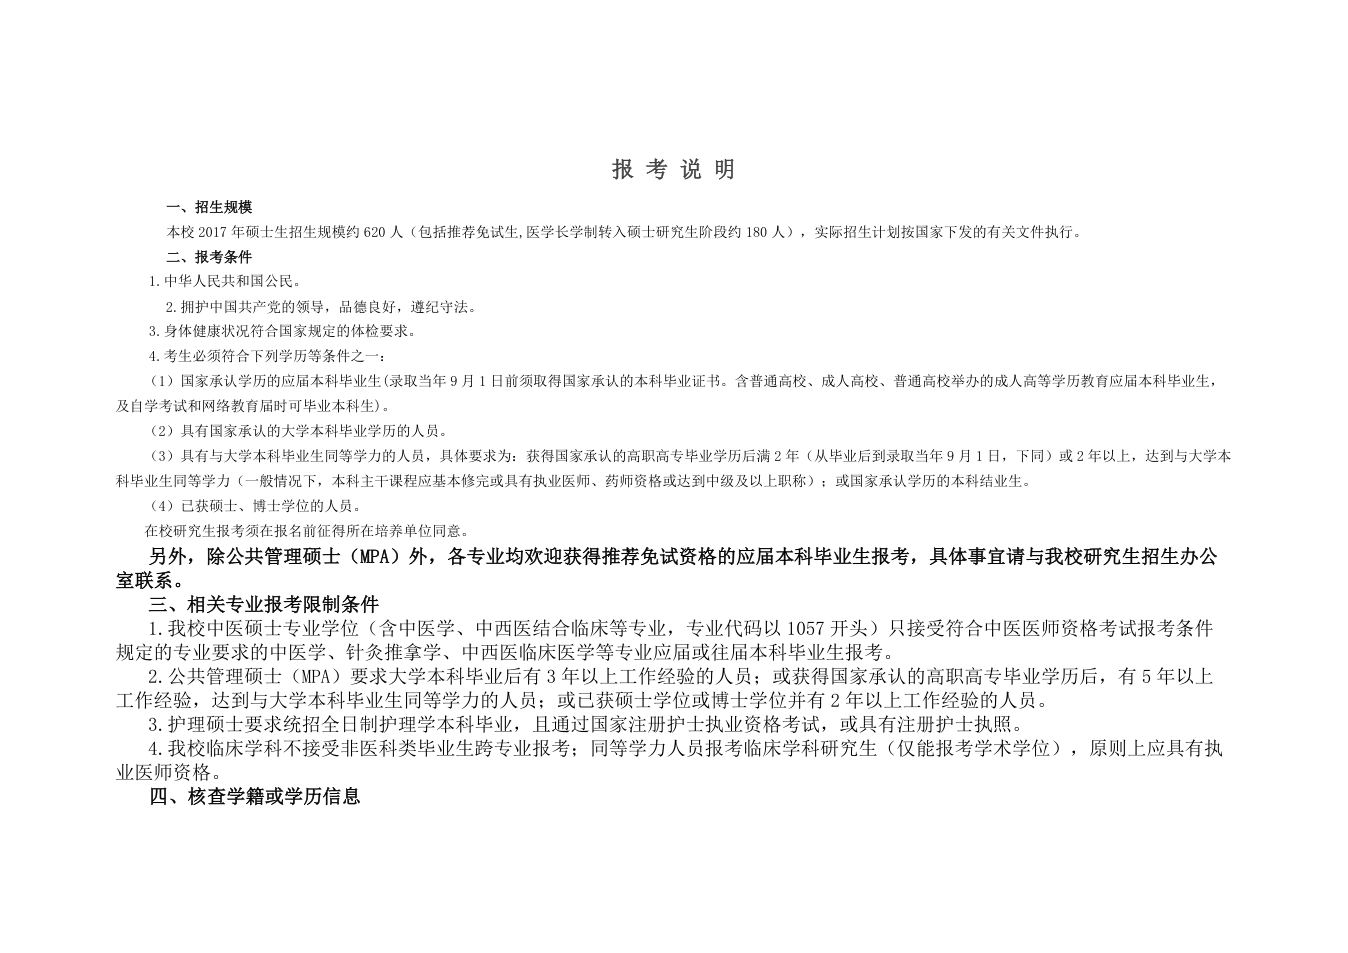 报 考 说 明
一、招生规模
本校 2017 年硕士生招生规模约 620 人（包括推荐免试生,医学长学制转入硕士研究生阶段约 180 人），实际招生计划按国家下发的有关文件执行。
二、报考条件
1.中华人民共和国公民。
2.拥护中国共产党的领导，品德良好，遵纪守法。
3.身体健康状况符合国家规定的体检要求。
4.考生必须符合下列学历等条件之一：
（1）国家承认学历的应届本科毕业生(录取当年 9 月 1 日前须取得国家承认的本科毕业证书。含普通高校、成人高校、普通高校举办的成人高等学历教育应届本科毕业生，
及自学考试和网络教育届时可毕业本科生)。
（2）具有国家承认的大学本科毕业学历的人员。
（3）具有与大学本科毕业生同等学力的人员，具体要求为：获得国家承认的高职高专毕业学历后满 2 年（从毕业后到录取当年 9 月 1 日，下同）或 2 年以上，达到与大学本
科毕业生同等学力（一般情况下，本科主干课程应基本修完或具有执业医师、药师资格或达到中级及以上职称）；或国家承认学历的本科结业生。
（4）已获硕士、博士学位的人员。
在校研究生报考须在报名前征得所在培养单位同意。
另外，除公共管理硕士（MPA）外，各专业均欢迎获得推荐免试资格的应届本科毕业生报考，具体事宜请与我校研究生招生办公
室联系。
三、相关专业报考限制条件
1.我校中医硕士专业学位（含中医学、中西医结合临床等专业，专业代码以 1057 开头）只接受符合中医医师资格考试报考条件
规定的专业要求的中医学、针灸推拿学、中西医临床医学等专业应届或往届本科毕业生报考。
2.公共管理硕士（MPA）要求大学本科毕业后有 3 年以上工作经验的人员；或获得国家承认的高职高专毕业学历后，有 5 年以上
工作经验，达到与大学本科毕业生同等学力的人员；或已获硕士学位或博士学位并有 2 年以上工作经验的人员。
3.护理硕士要求统招全日制护理学本科毕业，且通过国家注册护士执业资格考试，或具有注册护士执照。
4.我校临床学科不接受非医科类毕业生跨专业报考；同等学力人员报考临床学科研究生（仅能报考学术学位），原则上应具有执
业医师资格。
四、核查学籍或学历信息